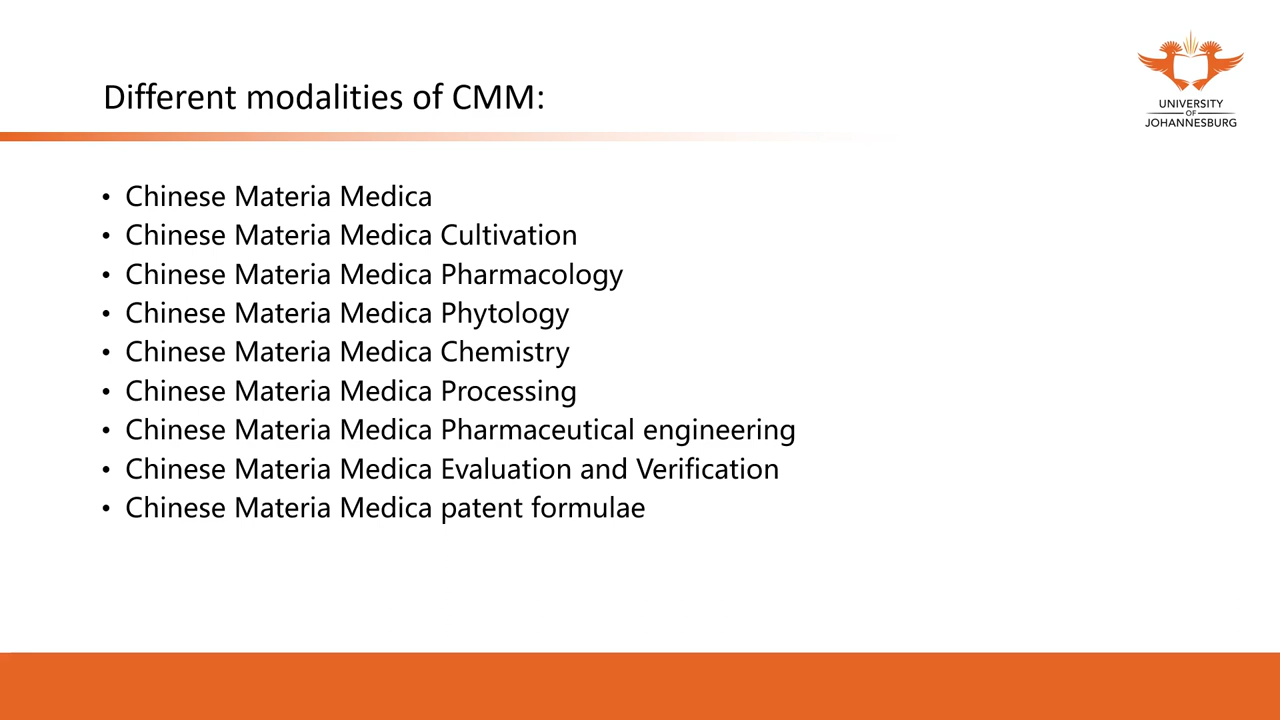 Different modalities of CMM:
UNIVERSITY
OF
JOHANNESBURG
• Chinese Materia Medica
• Chinese Materia Medica Cultivation
• Chinese Materia Medica Pharmacology
• Chinese Materia Medica Phytology
• Chinese Materia Medica Chemistry
• Chinese Materia Medica Processing
• Chinese Materia Medica Pharmaceutical engineering
• Chinese Materia Medica Evaluation and Verification
• Chinese Materia Medica patent formulae